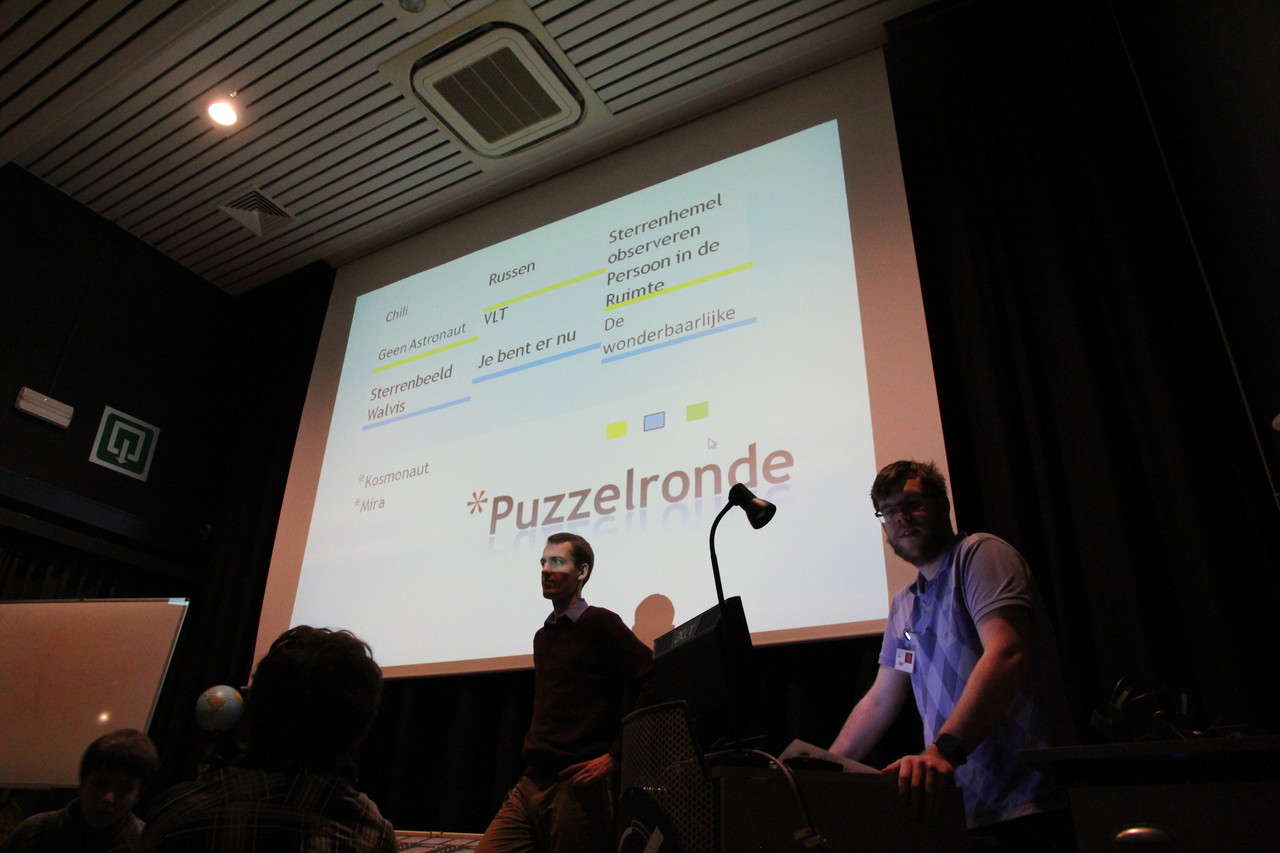 Chili
Russen
Sterrenhemel
observeren
Geen Astronaut
VLT
Persoon in de
Ruimte
Sterrenbeeld
Walvis
Je bent er nu
De
wonderbaarlijke
*Kosmonaut
*Mira
*Puzzelronde